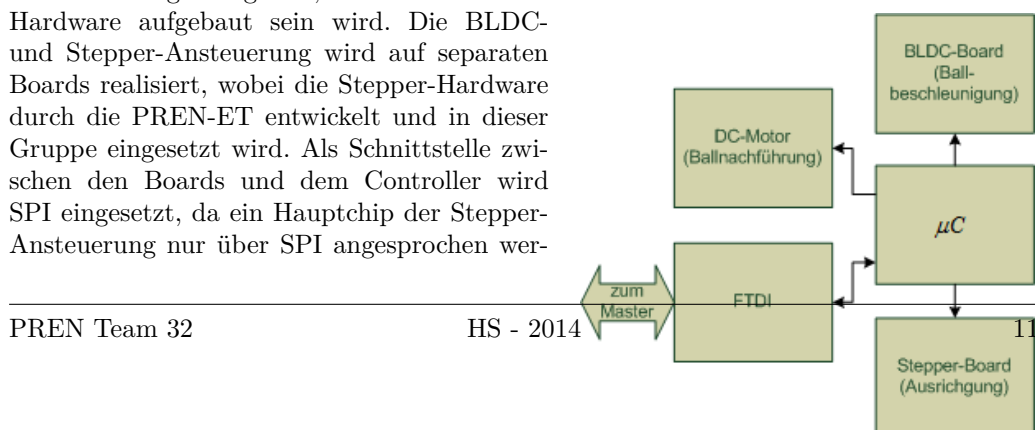 Hardware aufgebaut sein wird. Die BLDC-
und Stepper-Ansteuerung wird auf separaten
Boards realisiert, wobei die Stepper-Hardware
durch die PREN-ET entwickelt und in dieser
Gruppe eingesetzt wird. Als Schnittstelle zwi-
schen den Boards und dem Controller wird
SPI eingesetzt, da ein Hauptchip der Stepper-
Ansteuerung nur über SPI angesprochen wer-
BLDC-Board
(Ball-
beschleunigung)
DC-Motor
(Ballnachführung)
μC
zum
Master
FTDI
Stepper-Board
(Ausrichgung)
PREN Team 32
HS - 2014
11